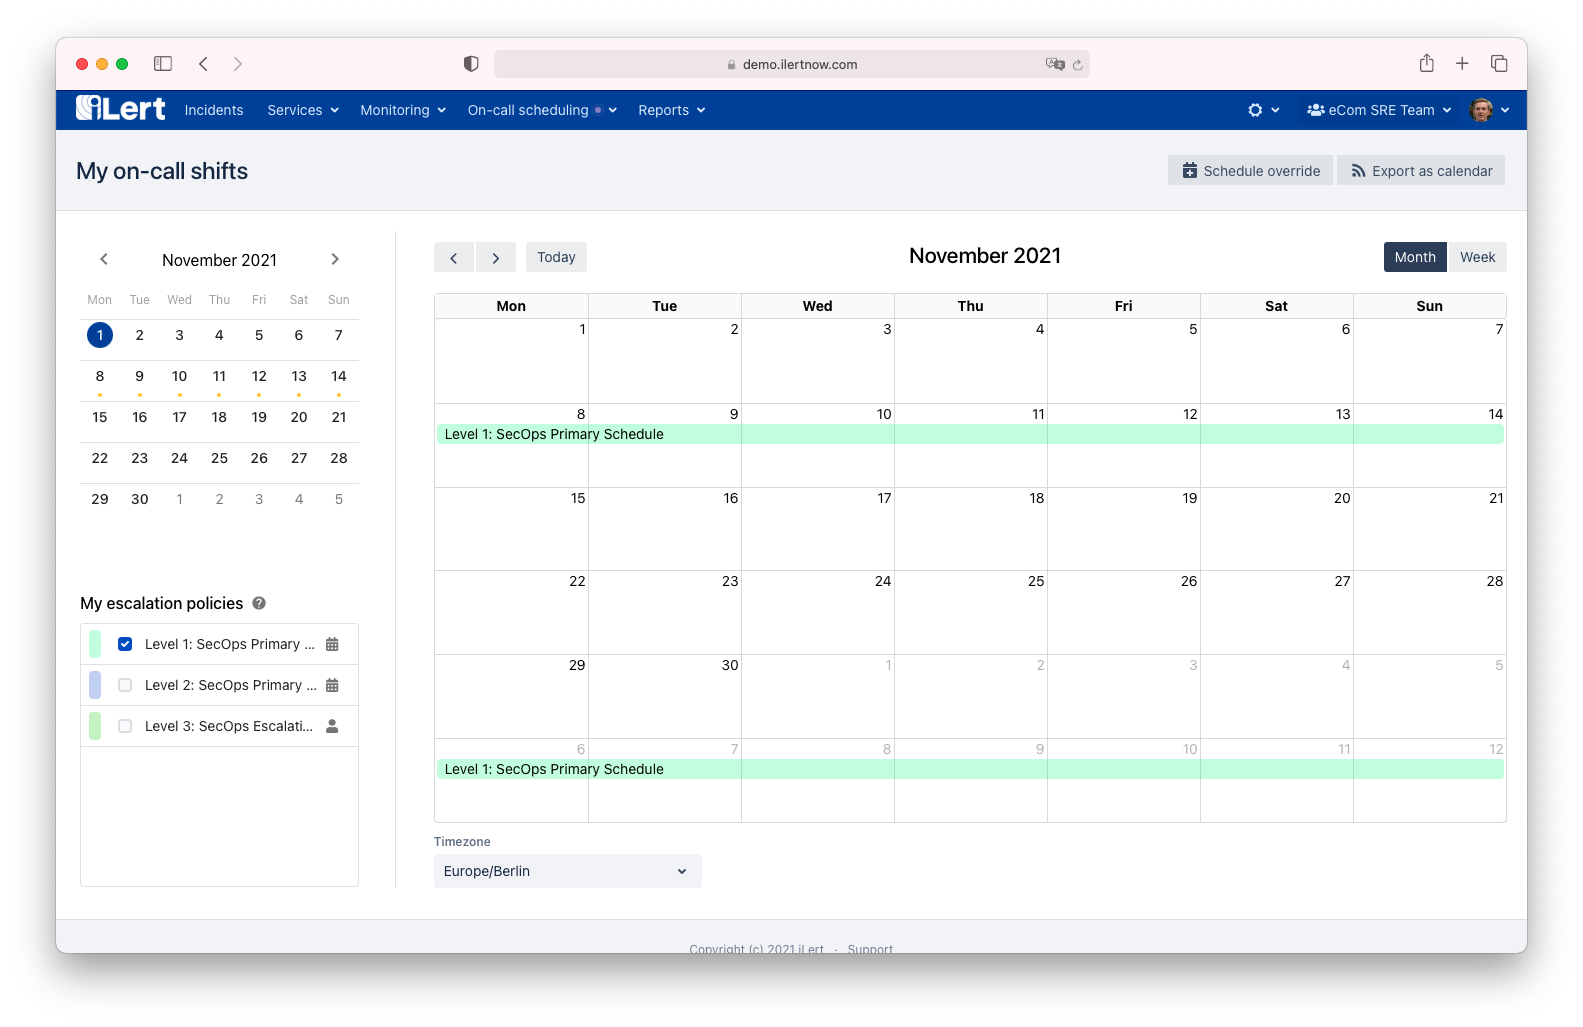 demo.ilertnow.com
iLert Incidents Services Monitoring On-call scheduling Reports eCom SRE Team
My on-call shifts
Schedule override
Export as calendar
November 2021
Mon Tue Wed Thu Fri Sat Sun
1 2 3 4 5 6 7
8 9 10 11 12 13 14
15 16 17 18 19 20 21
22 23 24 25 26 27 28
29 30 1 2 3 4 5
My escalation policies ?
Level 1: SecOps Primary ...
Level 2: SecOps Primary ...
Level 3: SecOps Escalati...
Today
November 2021
Month Week
Mon Tue Wed Thu Fri Sat Sun
1 2 3 4 5 6 7
8 9 10 11 12 13 14
Level 1: SecOps Primary Schedule
15 16 17 18 19 20 21
22 23 24 25 26 27 28
29 30 1 2 3 4 5
6 7 8 9 10 11 12
Level 1: SecOps Primary Schedule
Timezone
Europe/Berlin
Copyright (c) 2021 iLert · Support